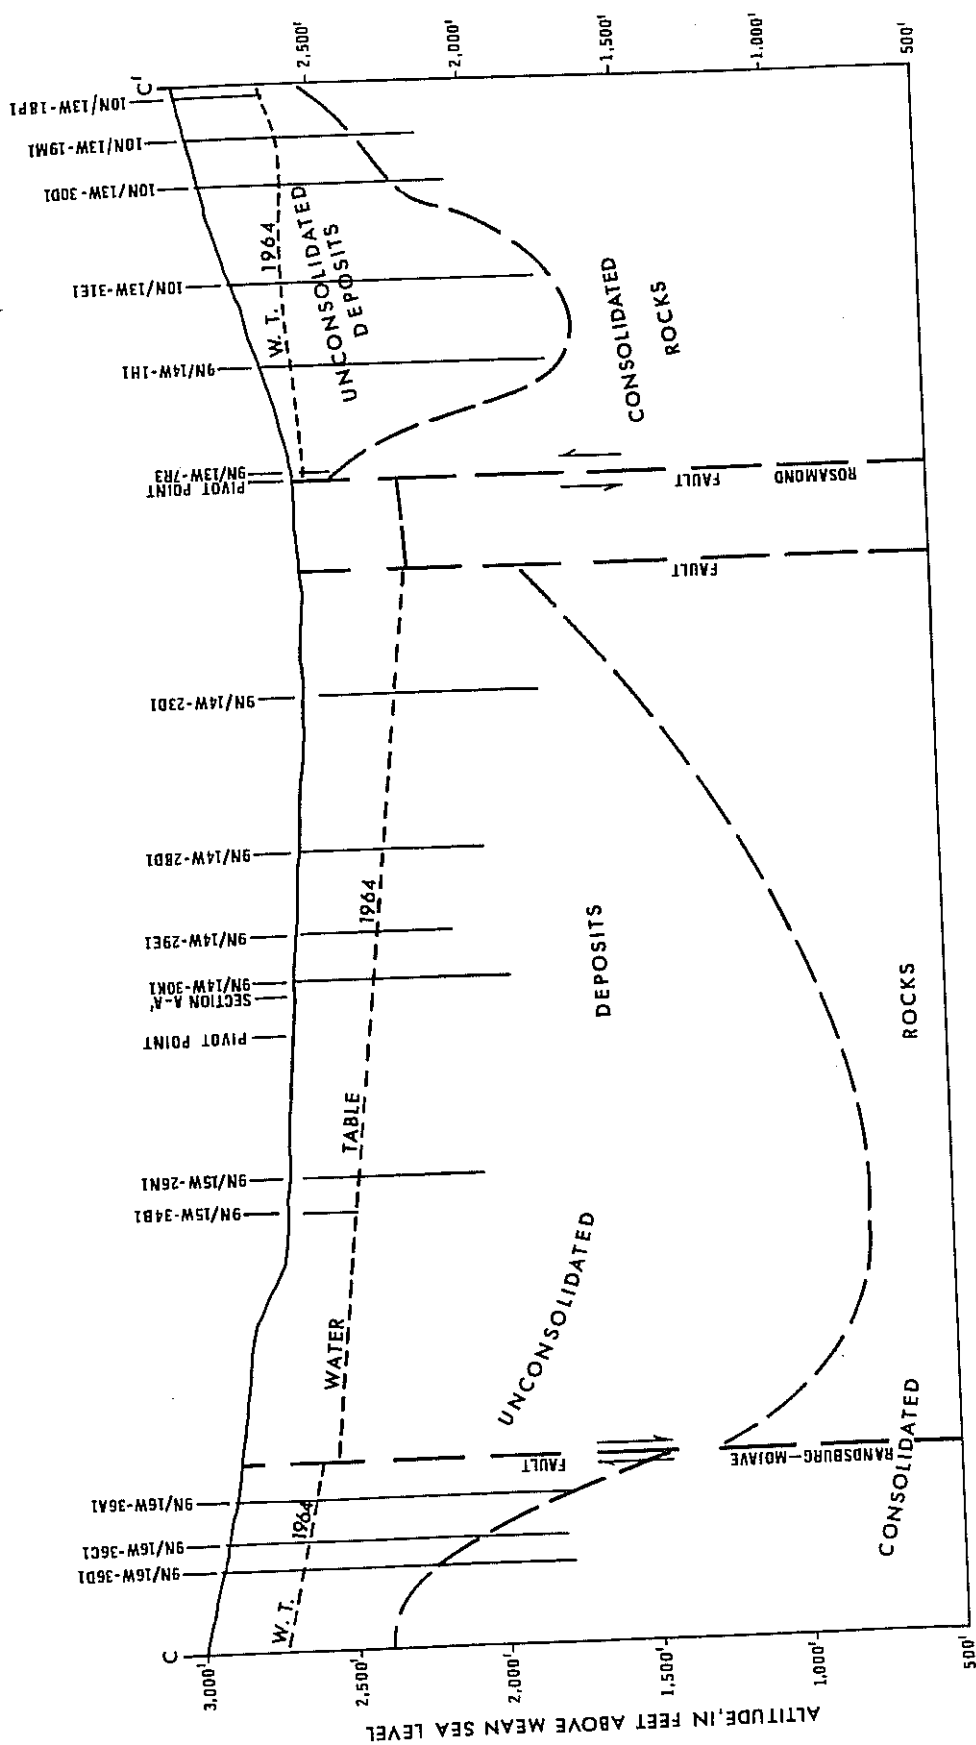 C
C'
9N/16W-36D1
9N/16W-36C1
9N/16W-36A1
9N/15W-34B1
9N/15W-26N1
PIVOT POINT
SECTION A-A'
9N/14W-30K1
9N/14W-29E1
9N/14W-28D1
9N/14W-23D1
PIVOT POINT
9N/13W-7R3
9N/14W-1H1
10N/13W-31E1
10N/13W-30D1
10N/13W-19M1
10N/13W-18P1
ALTITUDE, IN FEET ABOVE MEAN SEA LEVEL
3,000'
2,500'
2,000'
1,500'
1,000'
500'
2,500'
2,000'
1,500'
1,000'
500'
W. T. 1964
WATER TABLE 1964
W. T. 1964
UNCONSOLIDATED DEPOSITS
UNCONSOLIDATED
DEPOSITS
CONSOLIDATED ROCKS
CONSOLIDATED
ROCKS
FAULT
RANDSBURG-MOJAVE
FAULT
FAULT
ROSAMOND